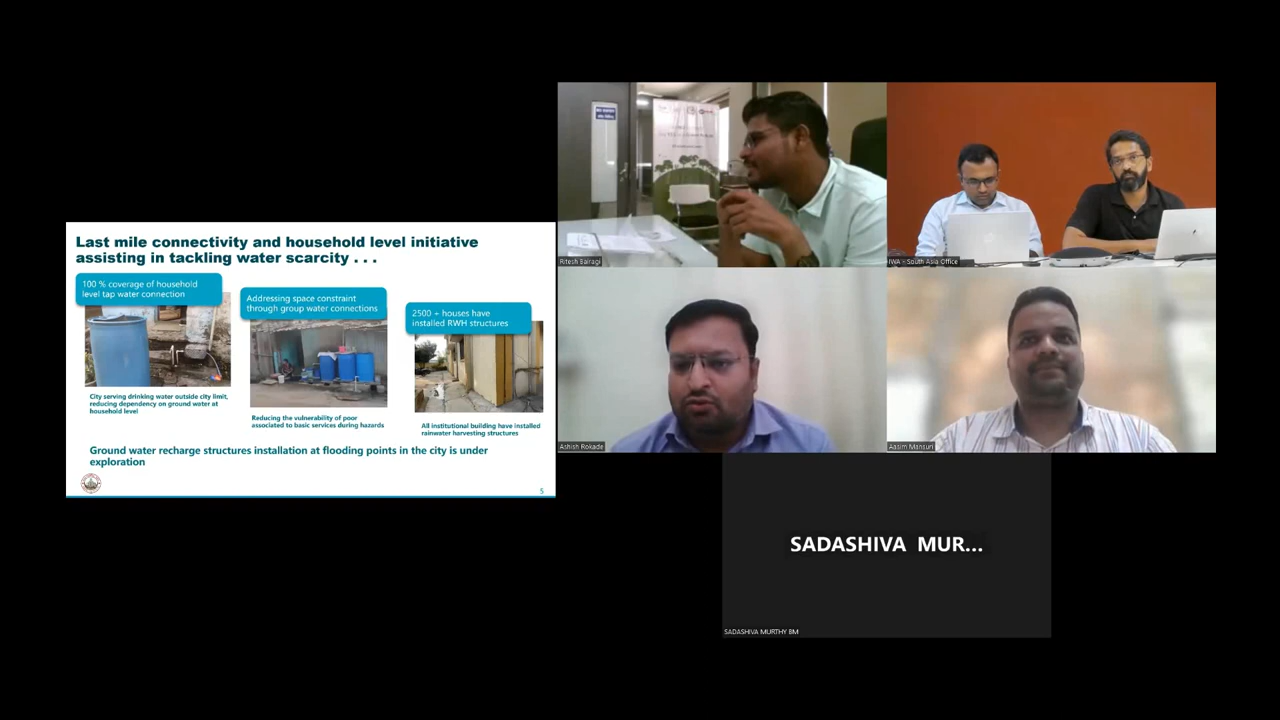 Last mile connectivity and household level initiative
assisting in tackling water scarcity . . .
100 % coverage of household
level tap water connection
Addressing space constraint
through group water connections
2500 + houses have
installed RWH structures
City serving drinking water outside city limit,
reducing dependency on ground water at
household level
Reducing the vulnerability of poor
associated to basic services during hazards
All institutional building have installed
rainwater harvesting structures
Ground water recharge structures installation at flooding points in the city is under
exploration
5
Ritesh Bairagi
IWA - South Asia Office
Ashish Rokade
Aasim Mansuri
SADASHIVA MUR...
SADASHIVA MURTHY BM